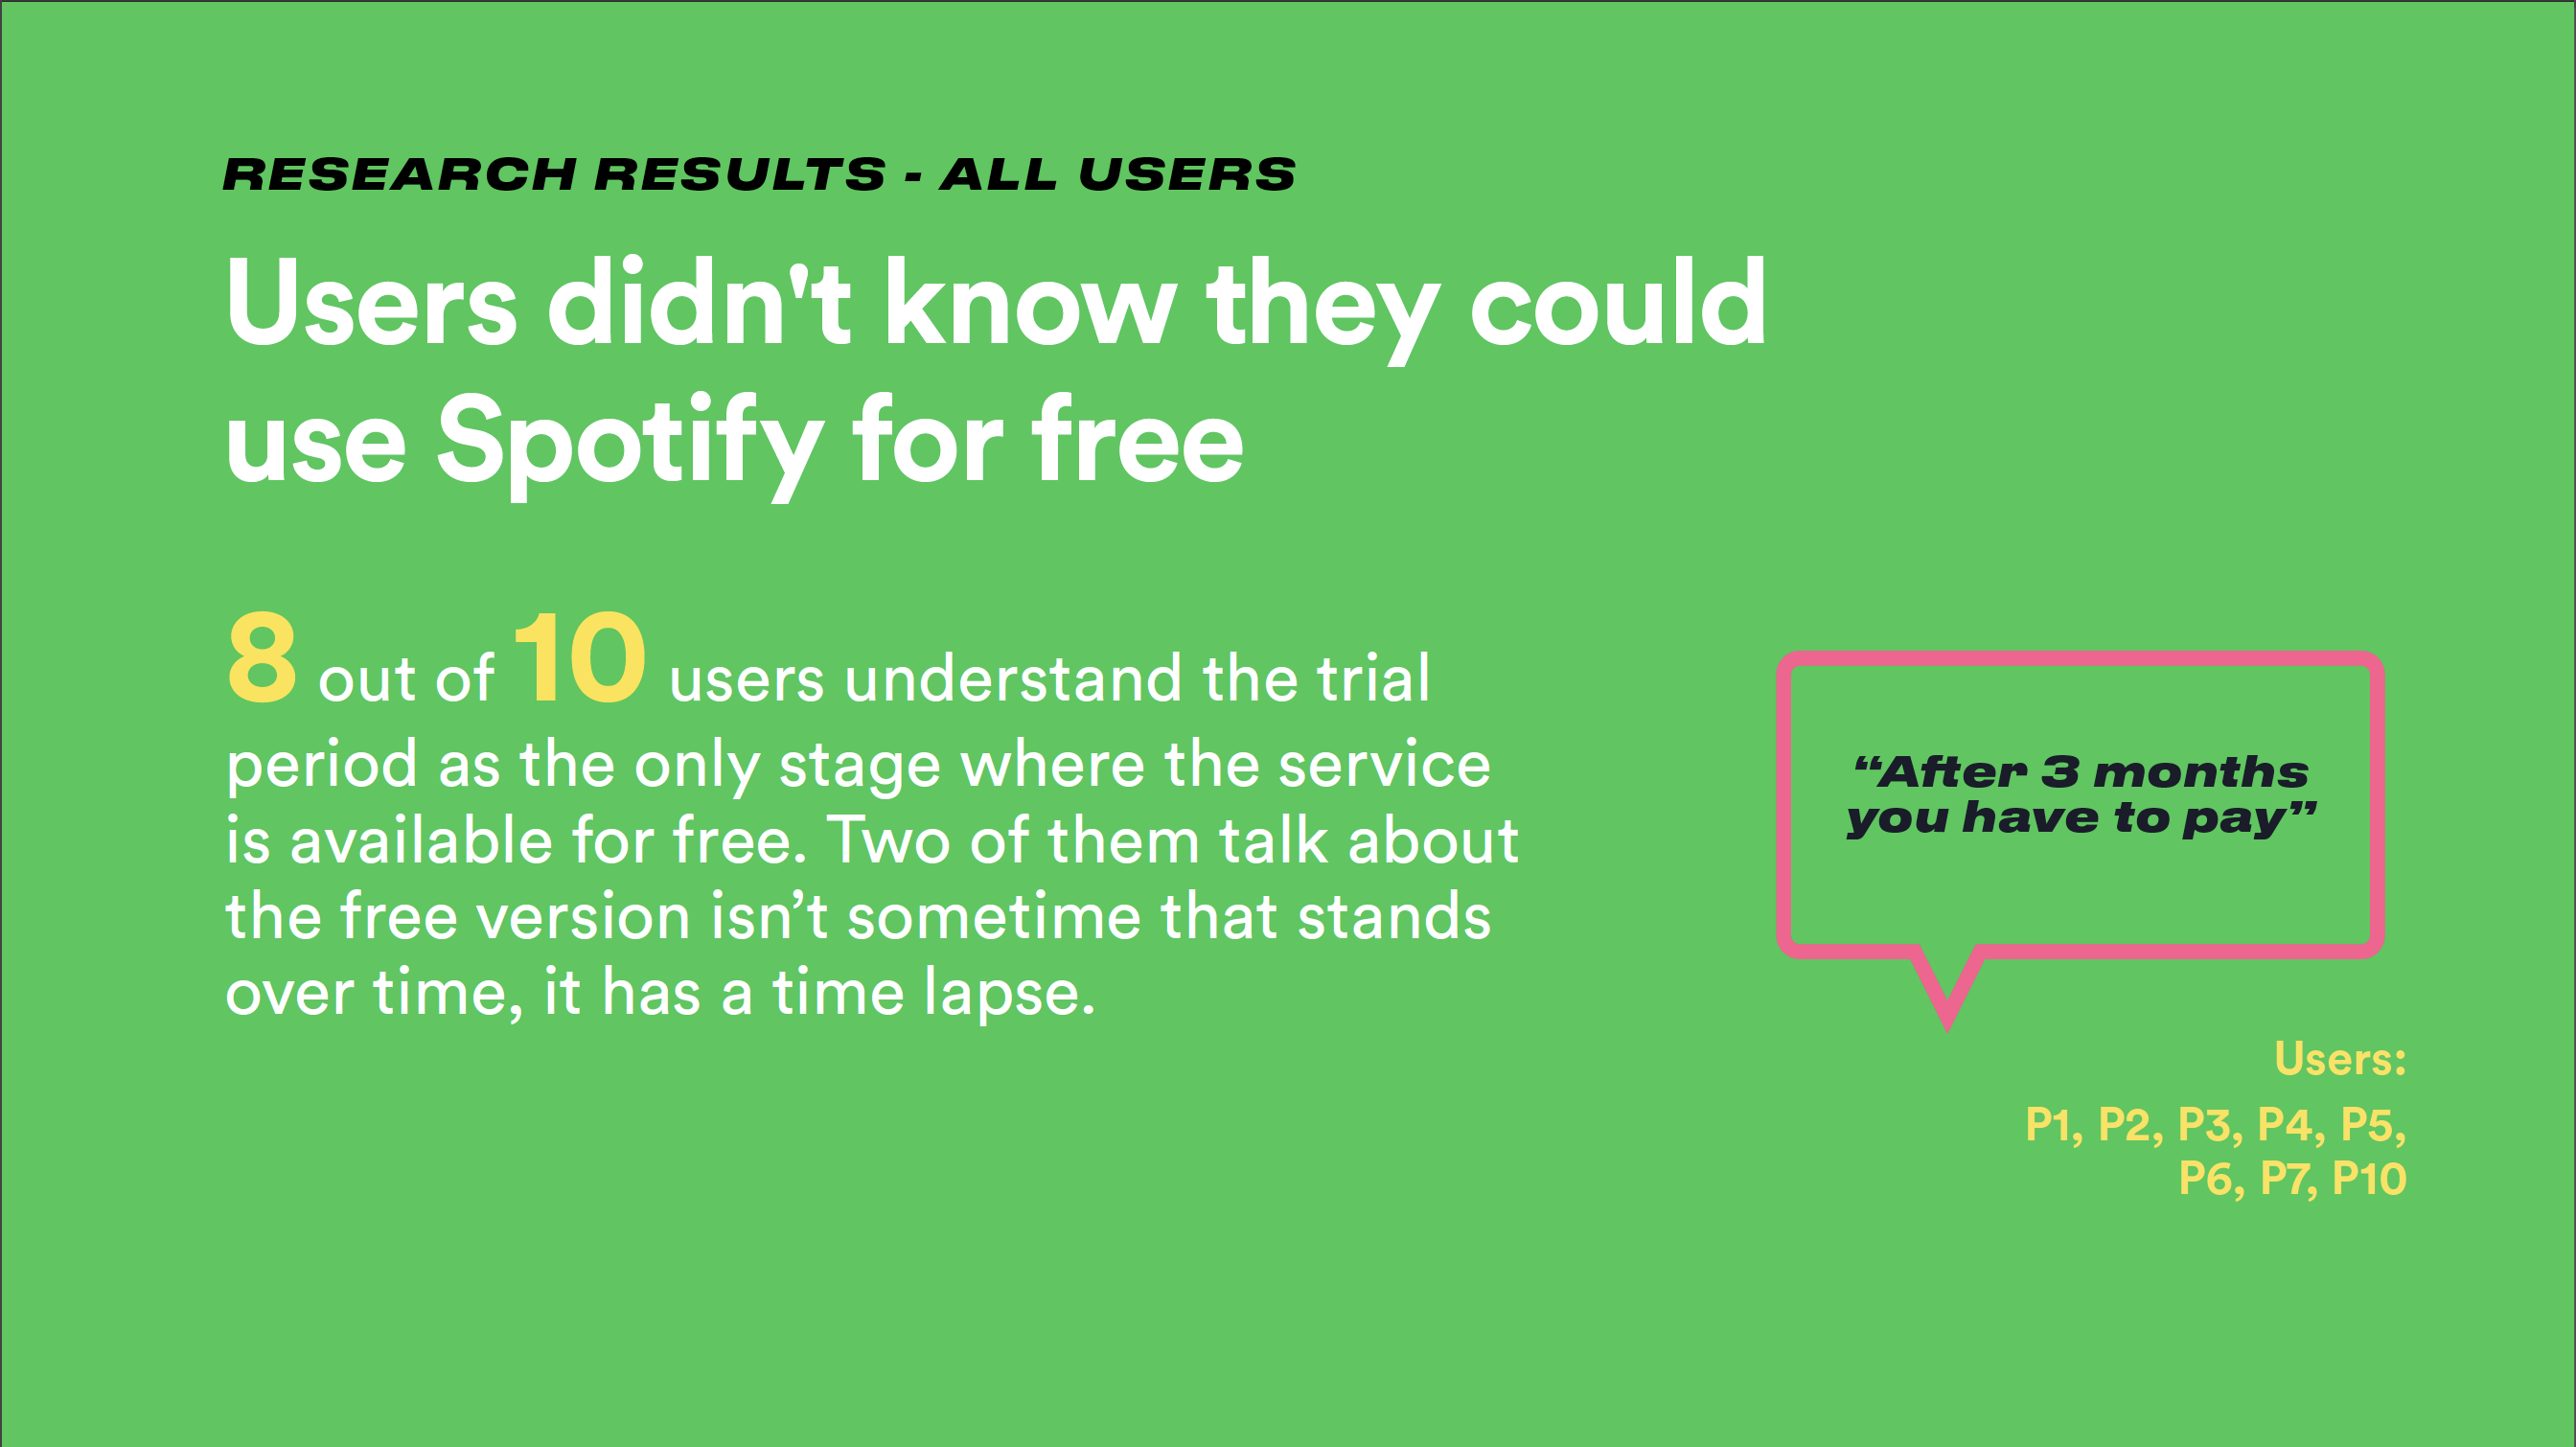 RESEARCH RESULTS - ALL USERS
Users didn't know they could
use Spotify for free
8 out of 10 users understand the trial
period as the only stage where the service
is available for free. Two of them talk about
the free version isn’t sometime that stands
over time, it has a time lapse.
“After 3 months
you have to pay”
Users:
P1, P2, P3, P4, P5,
P6, P7, P10